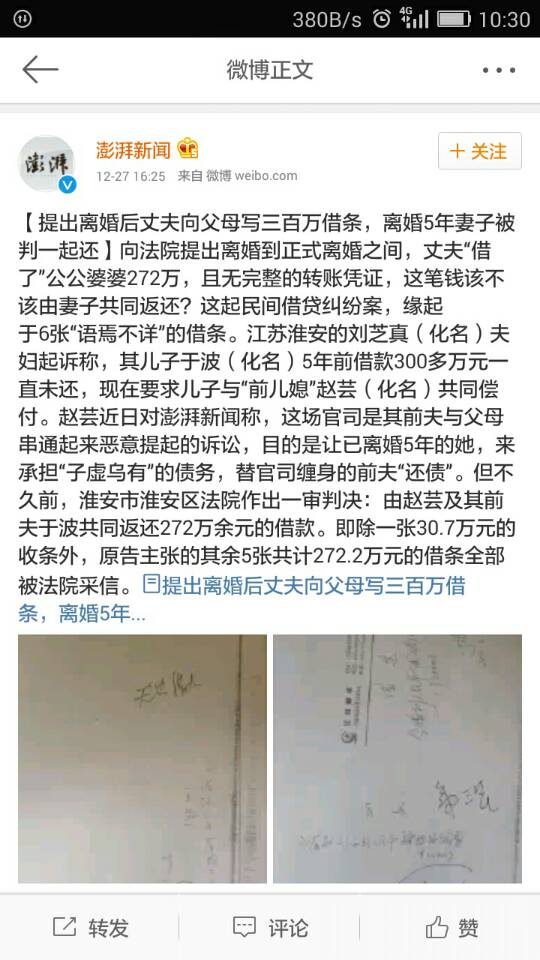 380B/s 4G 10:30
微博正文
澎湃
澎湃新闻
+ 关注
12-27 16:25 来自 微博 weibo.com
【 提出离婚后丈夫向父母写三百万借条，离婚5年妻子被
判一起还 】向法院提出离婚到正式离婚之间，丈夫“借
了”公公婆婆272万，且无完整的转账凭证，这笔钱该不
该由妻子共同返还？这起民间借贷纠纷案，缘起
于6张“语焉不详”的借条。江苏淮安的刘芝真（化名）夫
妇起诉称，其儿子于波（化名）5年前借款300多万元一
直未还，现在要求儿子与“前儿媳”赵芸（化名）共同偿
付。赵芸近日对澎湃新闻称，这场官司是其前夫与父母
串通起来恶意提起的诉讼，目的是让已离婚5年的她，来
承担“子虚乌有”的债务，替官司缠身的前夫“还债”。但不
久前，淮安市淮安区法院作出一审判决：由赵芸及其前
夫于波共同返还272万余元的借款。即除一张30.7万元的
收条外，原告主张的其余5张共计272.2万元的借条全部
被法院采信。提出离婚后丈夫向父母写三百万借
条，离婚5年...
转发
评论
赞